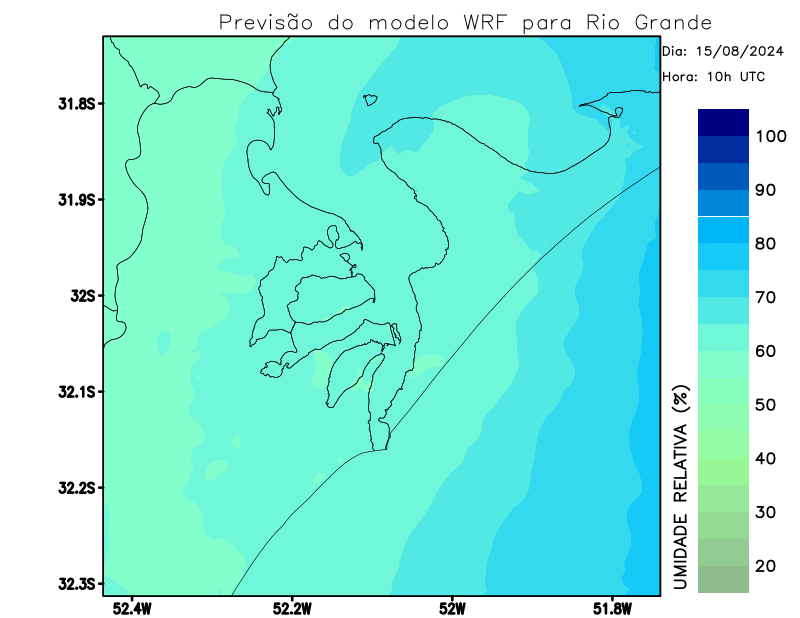 Previsão do modelo WRF para Rio Grande
Dia: 15/08/2024
Hora: 10h UTC
31.8S
31.9S
32S
32.1S
32.2S
32.3S
52.4W
52.2W
52W
51.8W
100
90
80
70
60
50
40
30
20
UMIDADE RELATIVA (%)